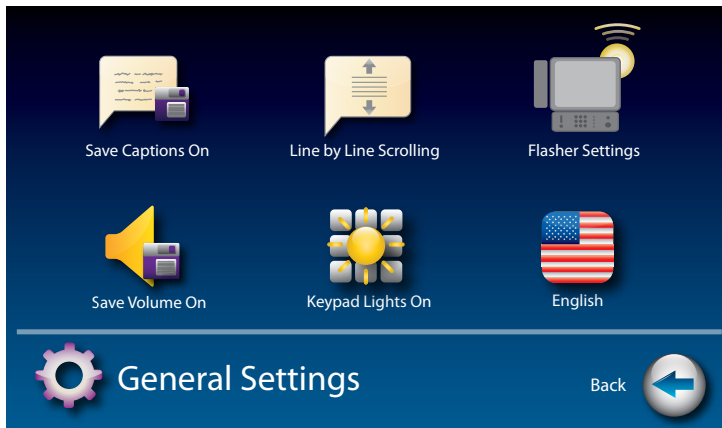 Save Captions On
Line by Line Scrolling
Flasher Settings
Save Volume On
Keypad Lights On
English
General Settings
Back